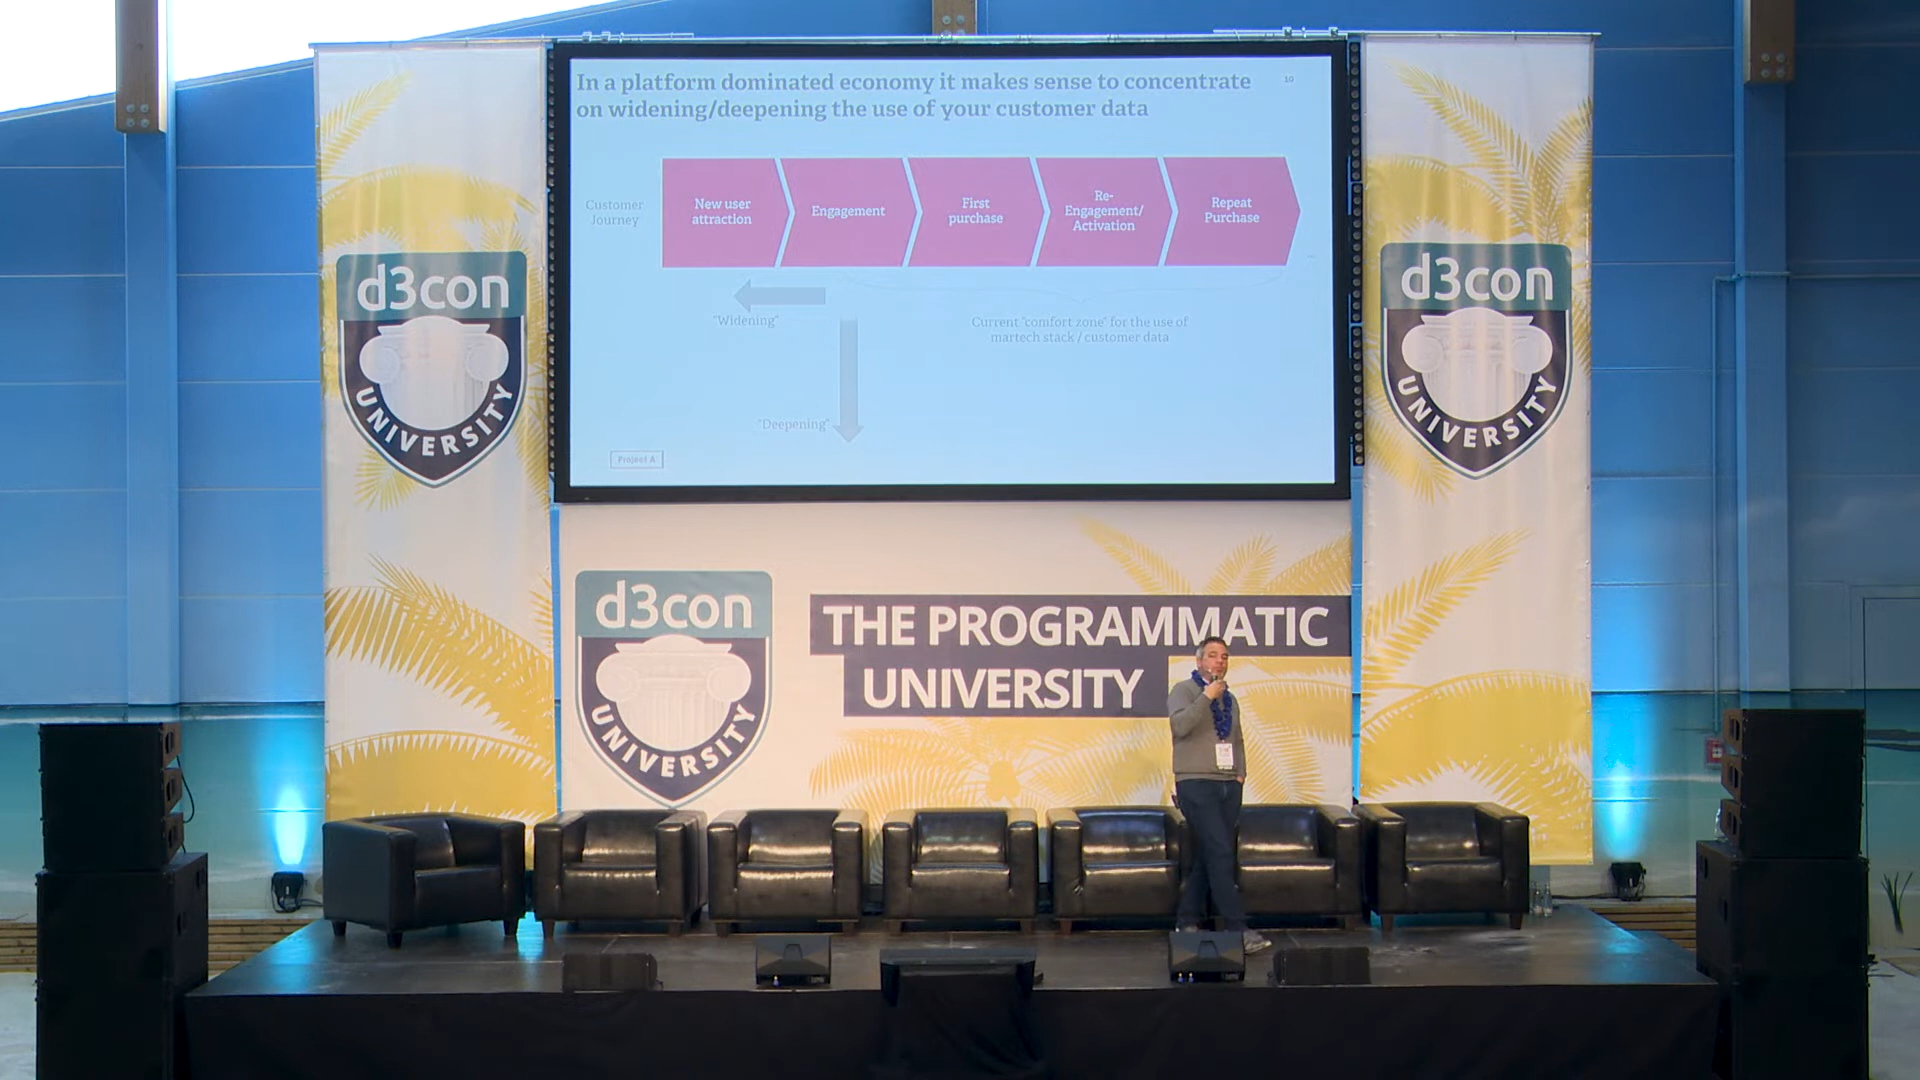 In a platform dominated economy it makes sense to concentrate
on widening/deepening the use of your customer data
10
Customer
Journey
New user
attraction
Engagement
First
purchase
Re-
Engagement/
Activation
Repeat
Purchase
"Widening"
Current "comfort zone" for the use of
martech stack / customer data
"Deepening"
Project A
d3con
UNIVERSITY
d3con
UNIVERSITY
d3con
UNIVERSITY
THE PROGRAMMATIC
UNIVERSITY